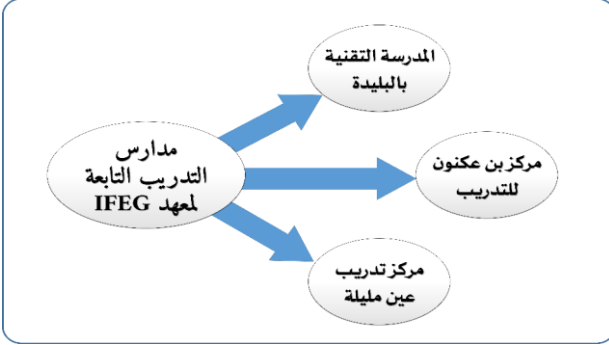 المدرسة التقنية
بالبليدة
مدارس
التدريب التابعة
لمعهد IFEG
مركز بن عكنون
للتدريب
مركز تدريب
عين مليلة